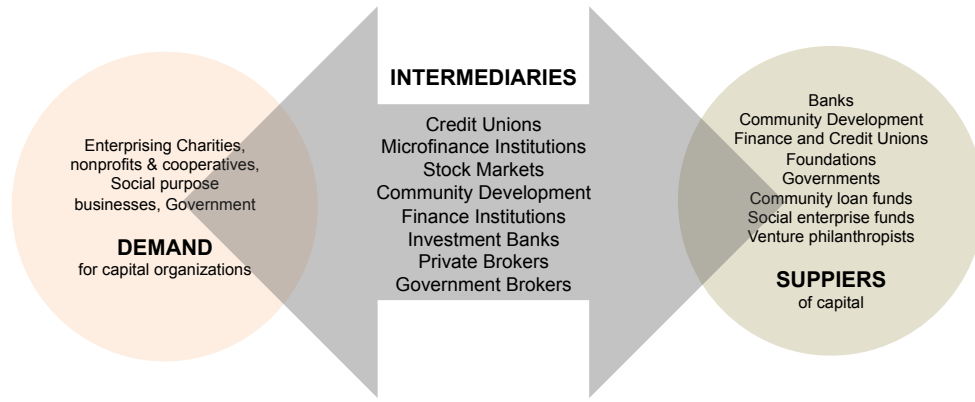 Enterprising Charities,
nonprofits & cooperatives,
Social purpose
businesses, Government
DEMAND
for capital organizations
INTERMEDIARIES
Credit Unions
Microfinance Institutions
Stock Markets
Community Development
Finance Institutions
Investment Banks
Private Brokers
Government Brokers
Banks
Community Development
Finance and Credit Unions
Foundations
Governments
Community loan funds
Social enterprise funds
Venture philanthropists
SUPPIERS
of capital